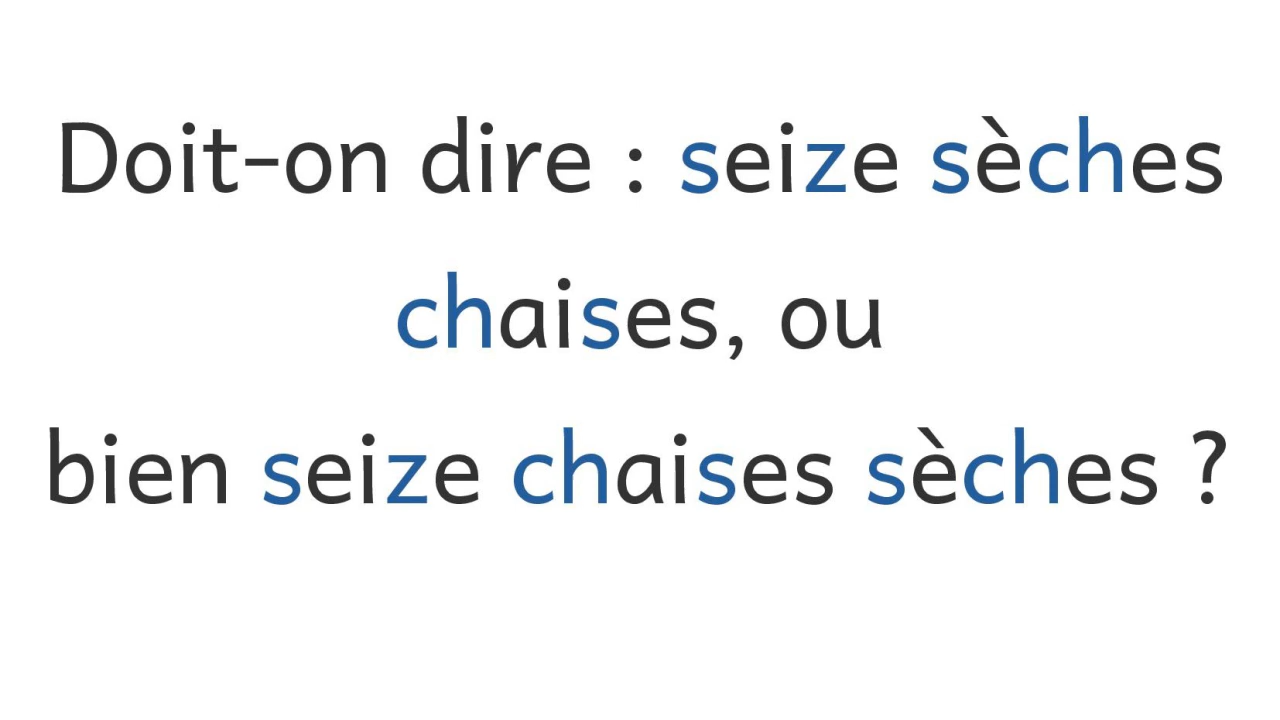 Doit-on dire : seize sèches
chaises, ou
bien seize chaises sèches ?